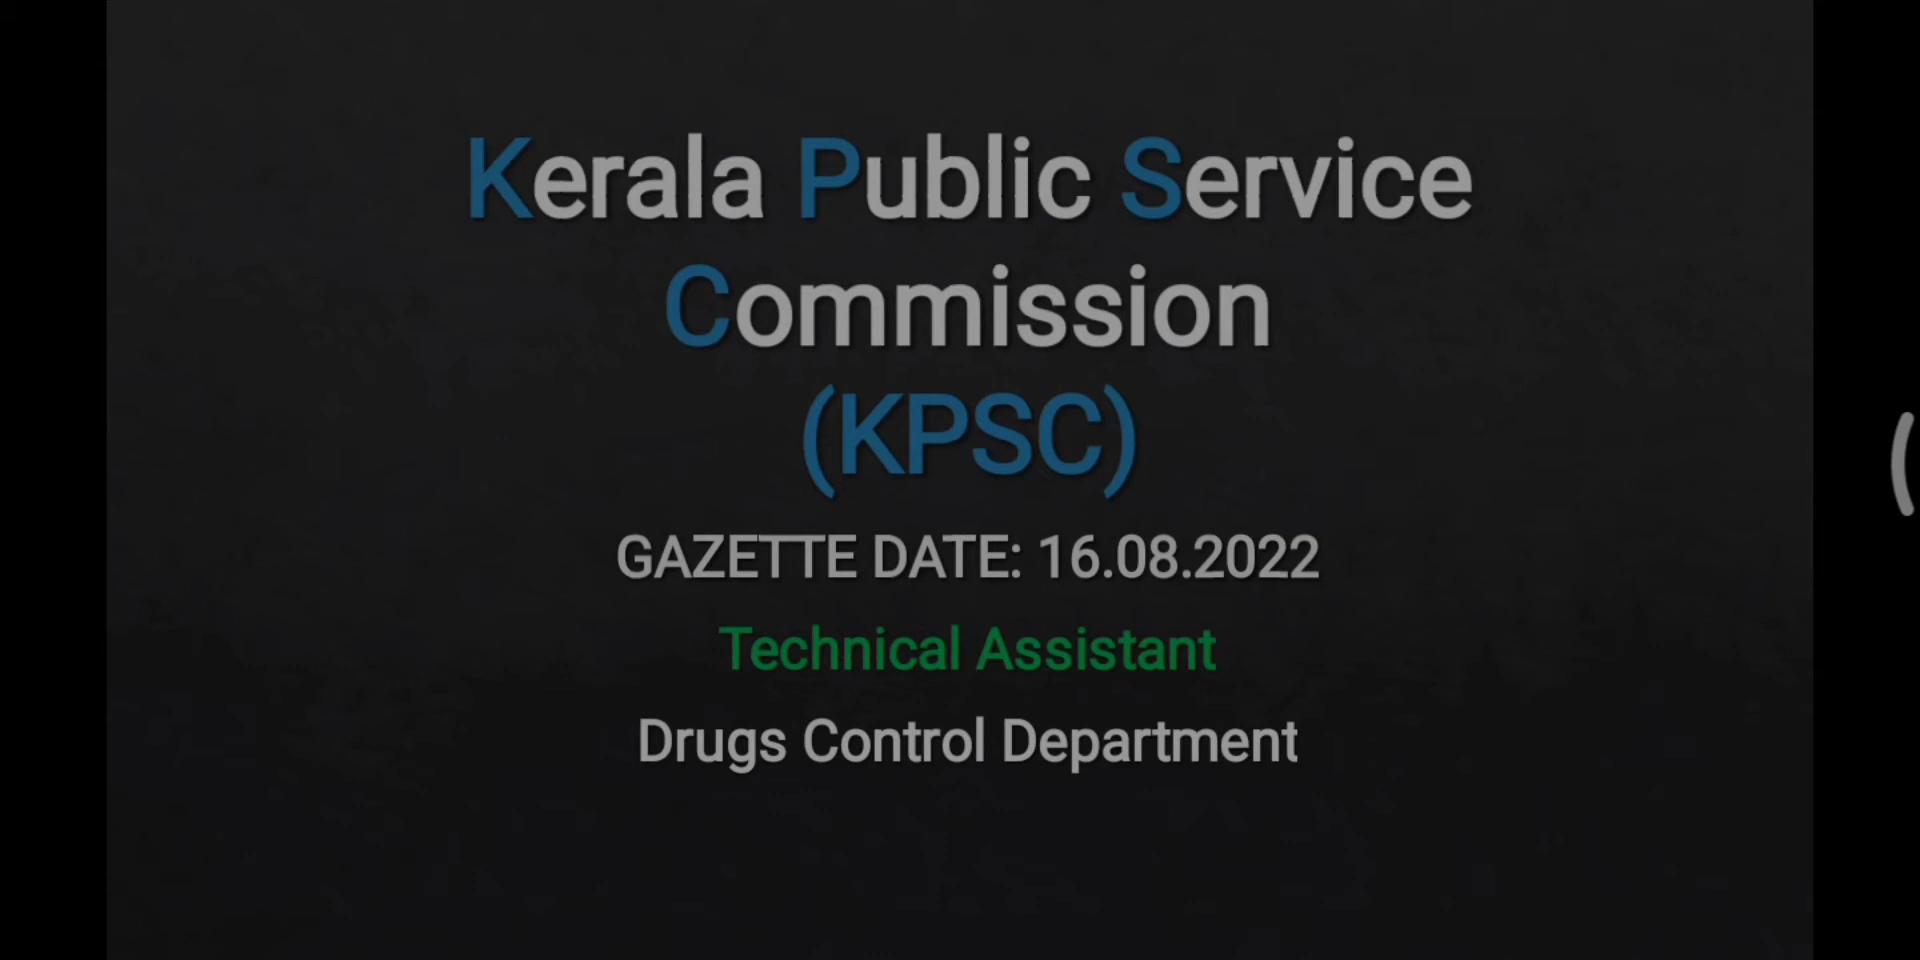 Kerala Public Service
Commission
(KPSC)
GAZETTE DATE: 16.08.2022
Technical Assistant
Drugs Control Department